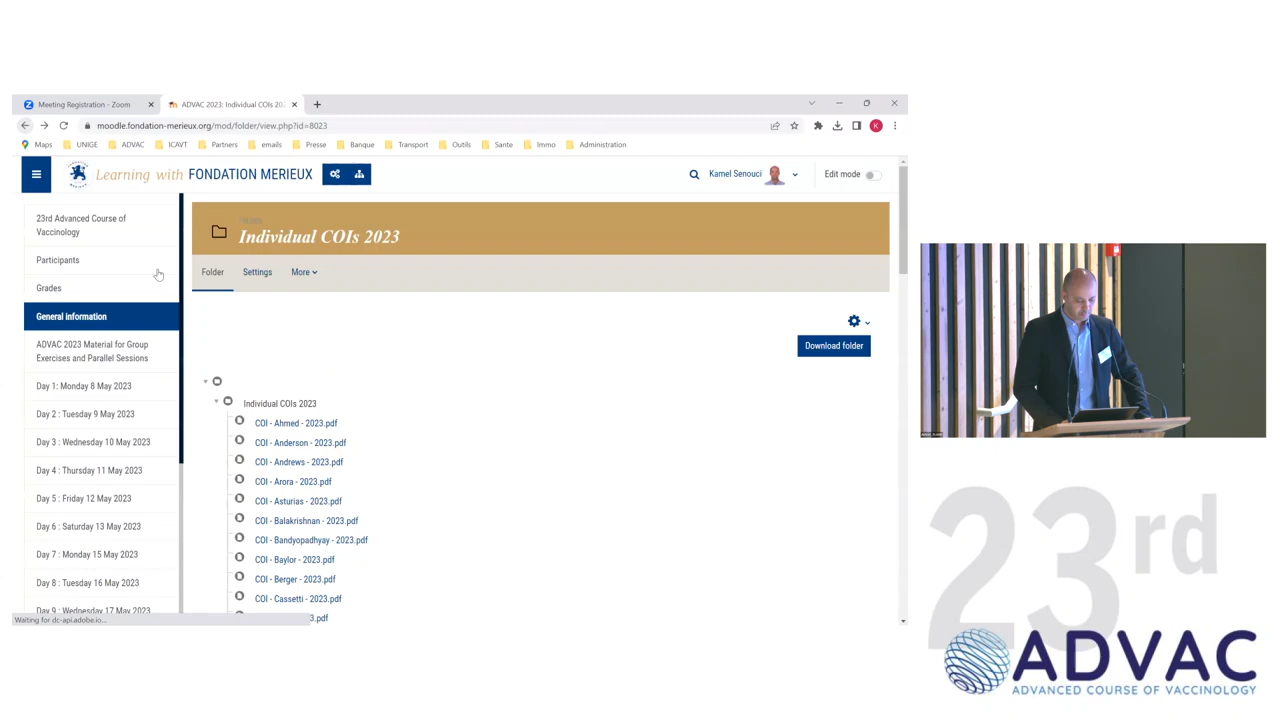 Meeting Registration - Zoom
ADVAC 2023: Individual COIs 202
moodle.fondation-merieux.org/mod/folder/view.php?id=8023
K
Maps
UNIGE
ADVAC
ICAVT
Partners
emails
Presse
Banque
Transport
Outils
Sante
Immo
Administration
Learning with FONDATION MERIEUX
Kamel Senouci
Edit mode
23rd Advanced Course of
Vaccinology
Participants
Grades
General information
ADVAC 2023 Material for Group
Exercises and Parallel Sessions
Day 1: Monday 8 May 2023
Day 2 : Tuesday 9 May 2023
Day 3 : Wednesday 10 May 2023
Day 4 : Thursday 11 May 2023
Day 5 : Friday 12 May 2023
Day 6 : Saturday 13 May 2023
Day 7 : Monday 15 May 2023
Day 8 : Tuesday 16 May 2023
Day 9 : Wednesday 17 May 2023
Waiting for dc-api.adobe.io...
Individual COIs 2023
Folder
Settings
More
Download folder
Individual COIs 2023
COI - Ahmed - 2023.pdf
COI - Anderson - 2023.pdf
COI - Andrews - 2023.pdf
COI - Arora - 2023.pdf
COI - Asturias - 2023.pdf
COI - Balakrishnan - 2023.pdf
COI - Bandyopadhyay - 2023.pdf
COI - Baylor - 2023.pdf
COI - Berger - 2023.pdf
COI - Cassetti - 2023.pdf
3.pdf
23rd
ADVAC
ADVANCED COURSE OF VACCINOLOGY